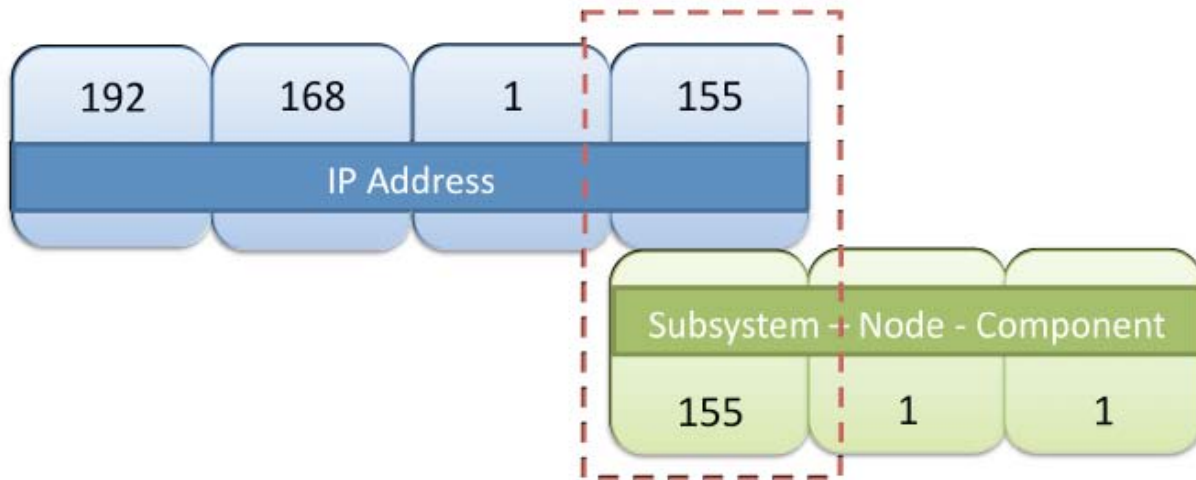 192 168 1 155
IP Address
Subsystem – Node - Component
155 1 1